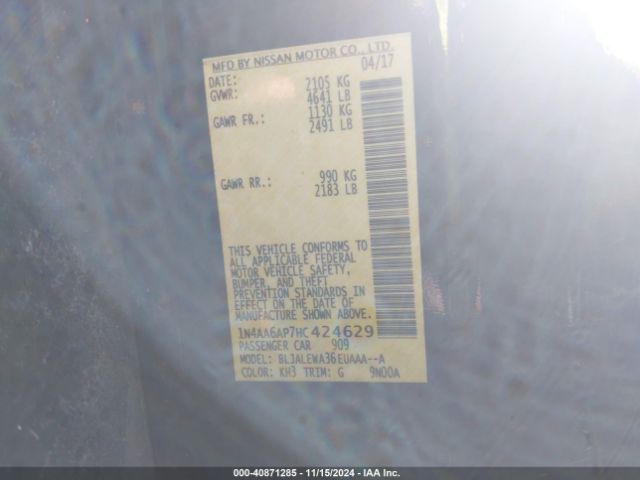 MFD BY NISSAN MOTOR CO., LTD.
DATE: 04/17
GVWR: 2105 KG
4641 LB
GAWR FR.: 1130 KG
2491 LB
GAWR RR.: 990 KG
2183 LB
THIS VEHICLE CONFORMS TO
ALL APPLICABLE FEDERAL
MOTOR VEHICLE SAFETY,
BUMPER, AND THEFT
PREVENTION STANDARDS IN
EFFECT ON THE DATE OF
MANUFACTURE SHOWN ABOVE.
1N4AA6AP7HC424629
PASSENGER CAR 909
MODEL: BLJALEWA36EUAAA--A
COLOR: KH3 TRIM: G 9N00A
000-40871285 - 11/15/2024 - IAA Inc.